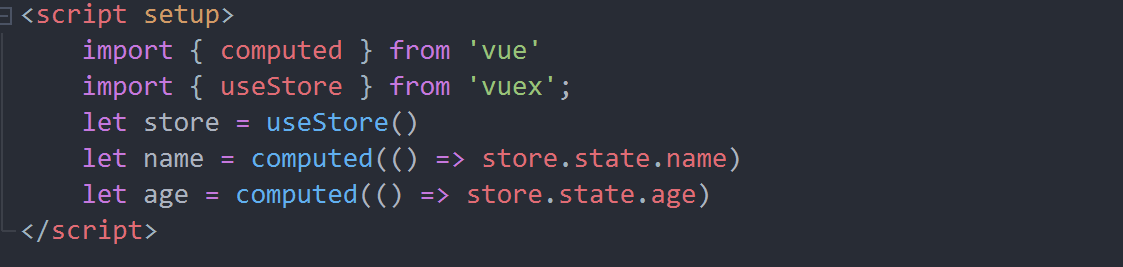 <script setup>
import { computed } from 'vue'
import { useStore } from 'vuex';
let store = useStore()
let name = computed(() => store.state.name)
let age = computed(() => store.state.age)
</script>